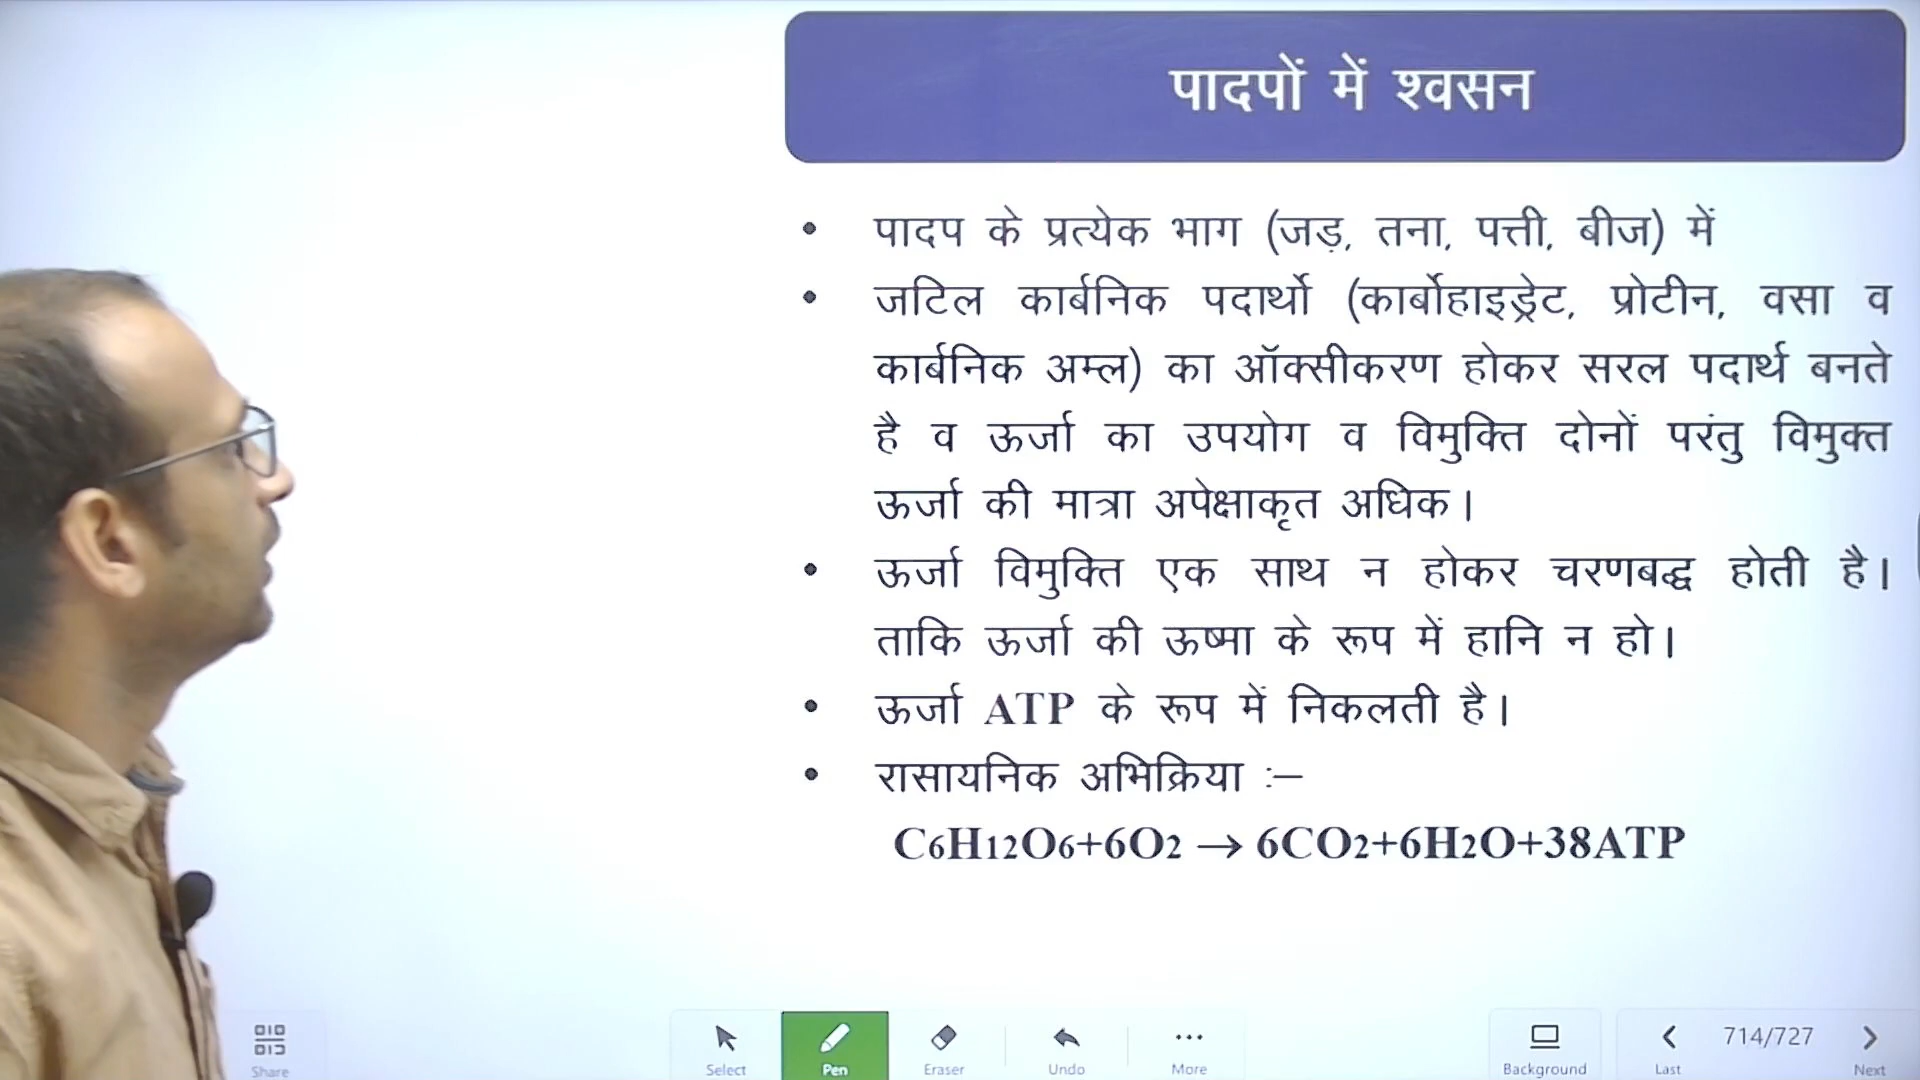 पादपों में श्वसन
• पादप के प्रत्येक भाग (जड़, तना, पत्ती, बीज) में
• जटिल कार्बनिक पदार्थो (कार्बोहाइड्रेट, प्रोटीन, वसा व
कार्बनिक अम्ल) का ऑक्सीकरण होकर सरल पदार्थ बनते
है व ऊर्जा का उपयोग व विमुक्ति दोनों परंतु विमुक्त
ऊर्जा की मात्रा अपेक्षाकृत अधिक।
• ऊर्जा विमुक्ति एक साथ न होकर चरणबद्ध होती है।
ताकि ऊर्जा की ऊष्मा के रूप में हानि न हो।
• ऊर्जा ATP के रूप में निकलती है।
• रासायनिक अभिक्रिया :–
C6H12O6+6O2 → 6CO2+6H2O+38ATP
Share Select Pen Eraser Undo More Background Last 714/727 Next